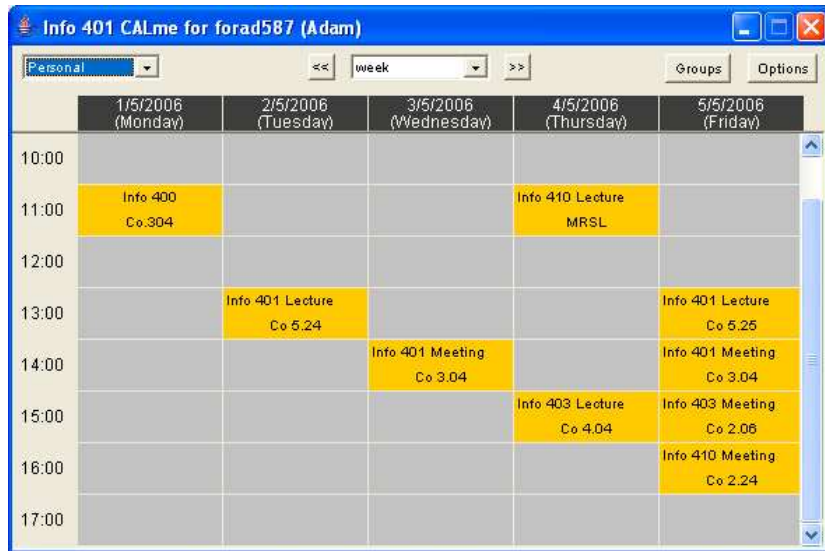 Info 401 CALme for forad587 (Adam)
Personal
<<
week
>>
Groups
Options
1/5/2006
(Monday)
2/5/2006
(Tuesday)
3/5/2006
(Wednesday)
4/5/2006
(Thursday)
5/5/2006
(Friday)
10:00
11:00
Info 400
Co.304
Info 410 Lecture
MRSL
12:00
13:00
Info 401 Lecture
Co 5.24
Info 401 Lecture
Co 5.25
14:00
Info 401 Meeting
Co 3.04
Info 401 Meeting
Co 3.04
15:00
Info 403 Lecture
Co 4.04
Info 403 Meeting
Co 2.06
16:00
Info 410 Meeting
Co 2.24
17:00